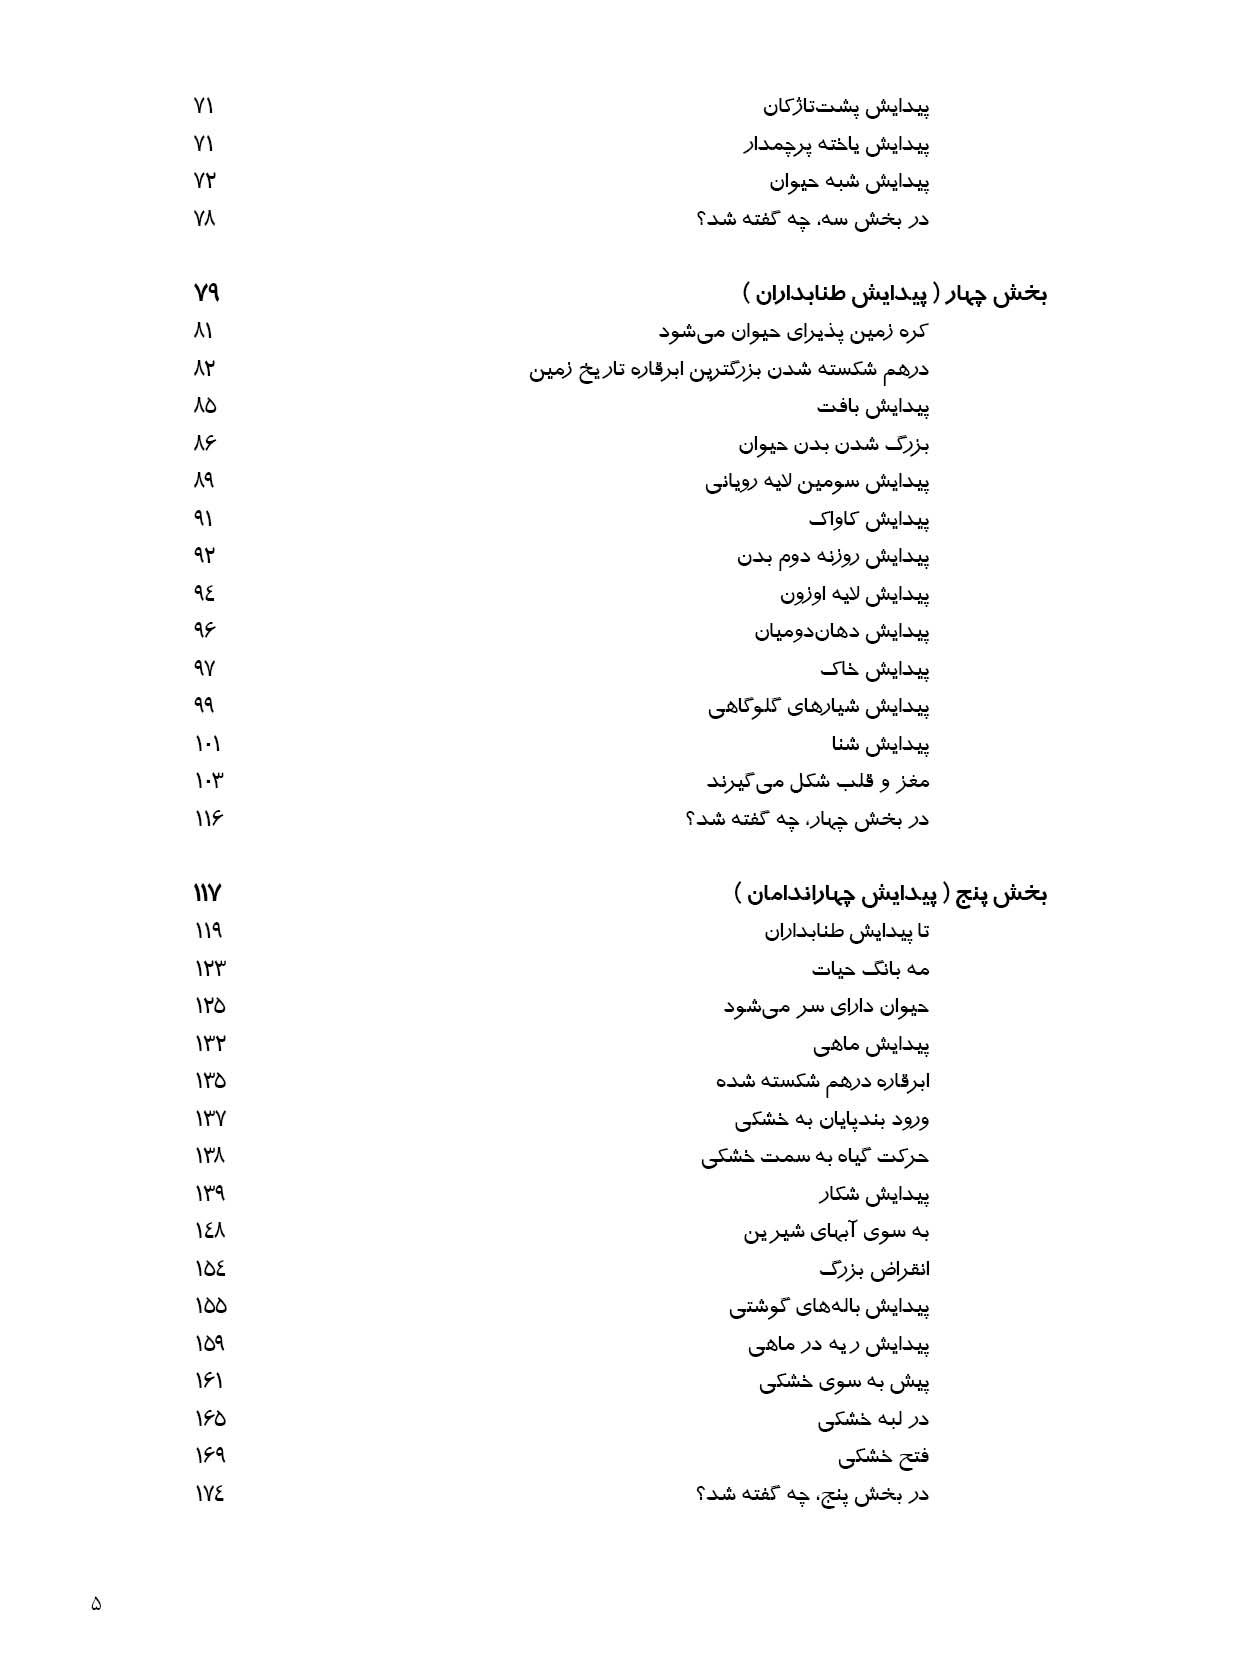 پیدایش پشت‌تاژکان ۷۱
پیدایش یاخته پرچمدار ۷۱
پیدایش شبه حیوان ۷۲
در بخش سه، چه گفته شد؟ ۷۸
بخش چهار ( پیدایش طنابداران ) ۷۹
کره زمین پذیرای حیوان می‌شود ۸۱
درهم شکسته شدن بزرگترین ابرقاره تاریخ زمین ۸۲
پیدایش بافت ۸۵
بزرگ شدن بدن حیوان ۸۶
پیدایش سومین لایه رویانی ۸۹
پیدایش کاواک ۹۱
پیدایش روزنه دوم بدن ۹۲
پیدایش لایه اوزون ۹٤
پیدایش دهان‌دومیان ۹۶
پیدایش خاک ۹۷
پیدایش شیارهای گلوگاهی ۹۹
پیدایش شنا ۱۰۱
مغز و قلب شکل می‌گیرند ۱۰۳
در بخش چهار، چه گفته شد؟ ۱۱۶
بخش پنج ( پیدایش چهاراندامان ) ۱۱۷
تا پیدایش طنابداران ۱۱۹
مه بانگ حیات ۱۲۳
حیوان دارای سر می‌شود ۱۲۵
پیدایش ماهی ۱۳۲
ابرقاره درهم شکسته شده ۱۳۵
ورود بندپایان به خشکی ۱۳۷
حرکت گیاه به سمت خشکی ۱۳۸
پیدایش شکار ۱۳۹
به سوی آبهای شیرین ۱٤۸
انقراض بزرگ ۱۵٤
پیدایش باله‌های گوشتی ۱۵۵
پیدایش ریه در ماهی ۱۵۹
پیش به سوی خشکی ۱۶۱
در لبه خشکی ۱۶۵
فتح خشکی ۱۶۹
در بخش پنج، چه گفته شد؟ ۱۷٤
۵